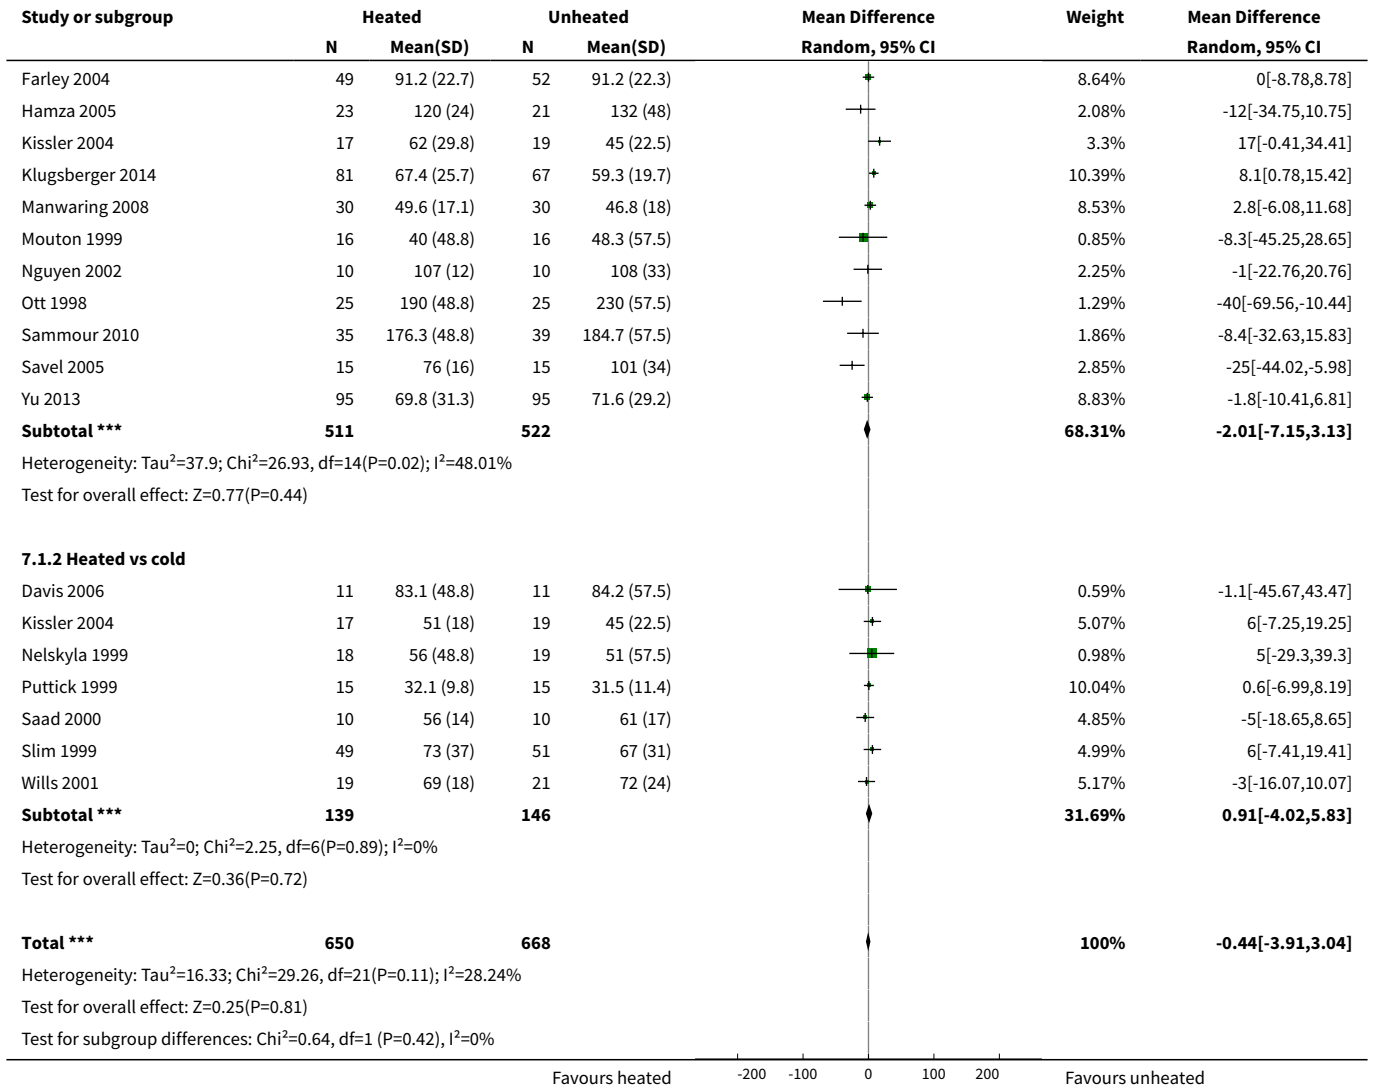 Study or subgroup Heated Unheated Mean Difference Weight Mean Difference
N Mean(SD) N Mean(SD) Random, 95% CI Random, 95% CI
Farley 2004 49 91.2 (22.7) 52 91.2 (22.3) 8.64% 0[-8.78,8.78]
Hamza 2005 23 120 (24) 21 132 (48) 2.08% -12[-34.75,10.75]
Kissler 2004 17 62 (29.8) 19 45 (22.5) 3.3% 17[-0.41,34.41]
Klugsberger 2014 81 67.4 (25.7) 67 59.3 (19.7) 10.39% 8.1[0.78,15.42]
Manwaring 2008 30 49.6 (17.1) 30 46.8 (18) 8.53% 2.8[-6.08,11.68]
Mouton 1999 16 40 (48.8) 16 48.3 (57.5) 0.85% -8.3[-45.25,28.65]
Nguyen 2002 10 107 (12) 10 108 (33) 2.25% -1[-22.76,20.76]
Ott 1998 25 190 (48.8) 25 230 (57.5) 1.29% -40[-69.56,-10.44]
Sammour 2010 35 176.3 (48.8) 39 184.7 (57.5) 1.86% -8.4[-32.63,15.83]
Savel 2005 15 76 (16) 15 101 (34) 2.85% -25[-44.02,-5.98]
Yu 2013 95 69.8 (31.3) 95 71.6 (29.2) 8.83% -1.8[-10.41,6.81]
Subtotal *** 511 522 68.31% -2.01[-7.15,3.13]
Heterogeneity: Tau²=37.9; Chi²=26.93, df=14(P=0.02); I²=48.01%
Test for overall effect: Z=0.77(P=0.44)
7.1.2 Heated vs cold
Davis 2006 11 83.1 (48.8) 11 84.2 (57.5) 0.59% -1.1[-45.67,43.47]
Kissler 2004 17 51 (18) 19 45 (22.5) 5.07% 6[-7.25,19.25]
Nelskyla 1999 18 56 (48.8) 19 51 (57.5) 0.98% 5[-29.3,39.3]
Puttick 1999 15 32.1 (9.8) 15 31.5 (11.4) 10.04% 0.6[-6.99,8.19]
Saad 2000 10 56 (14) 10 61 (17) 4.85% -5[-18.65,8.65]
Slim 1999 49 73 (37) 51 67 (31) 4.99% 6[-7.41,19.41]
Wills 2001 19 69 (18) 21 72 (24) 5.17% -3[-16.07,10.07]
Subtotal *** 139 146 31.69% 0.91[-4.02,5.83]
Heterogeneity: Tau²=0; Chi²=2.25, df=6(P=0.89); I²=0%
Test for overall effect: Z=0.36(P=0.72)
Total *** 650 668 100% -0.44[-3.91,3.04]
Heterogeneity: Tau²=16.33; Chi²=29.26, df=21(P=0.11); I²=28.24%
Test for overall effect: Z=0.25(P=0.81)
Test for subgroup differences: Chi²=0.64, df=1 (P=0.42), I²=0%
Favours heated -200 -100 0 100 200 Favours unheated